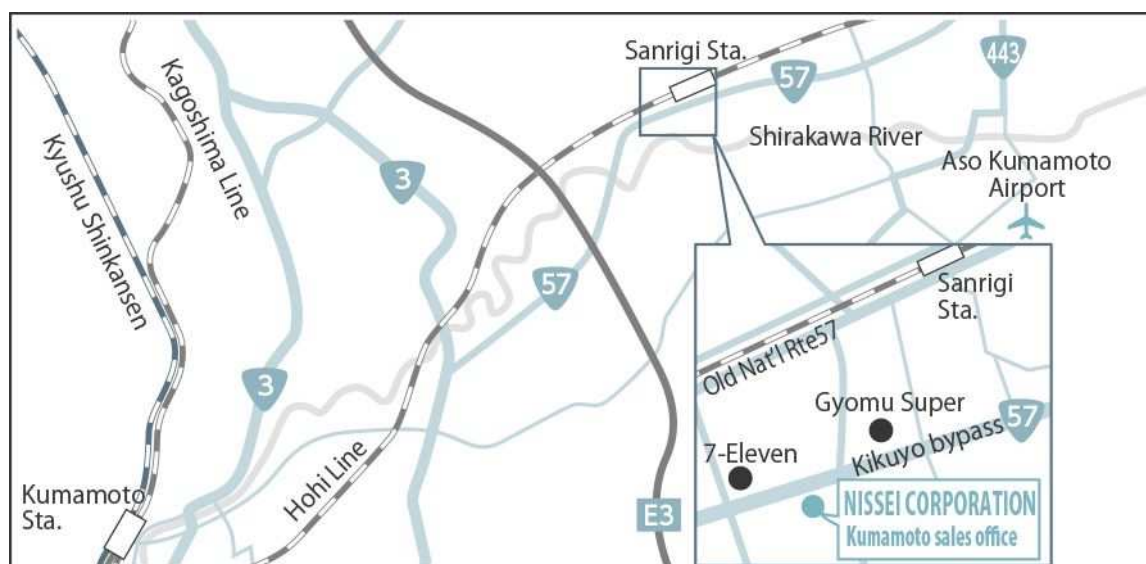 Sanrigi Sta.
57
443
Kagoshima Line
Kyushu Shinkansen
3
Shirakawa River
Aso Kumamoto
Airport
57
3
Sanrigi
Sta.
Old Nat'l Rte57
Gyomu Super
57
Kikuyo bypass
7-Eleven
Hohi Line
Kumamoto
Sta.
E3
NISSEI CORPORATION
Kumamoto sales office